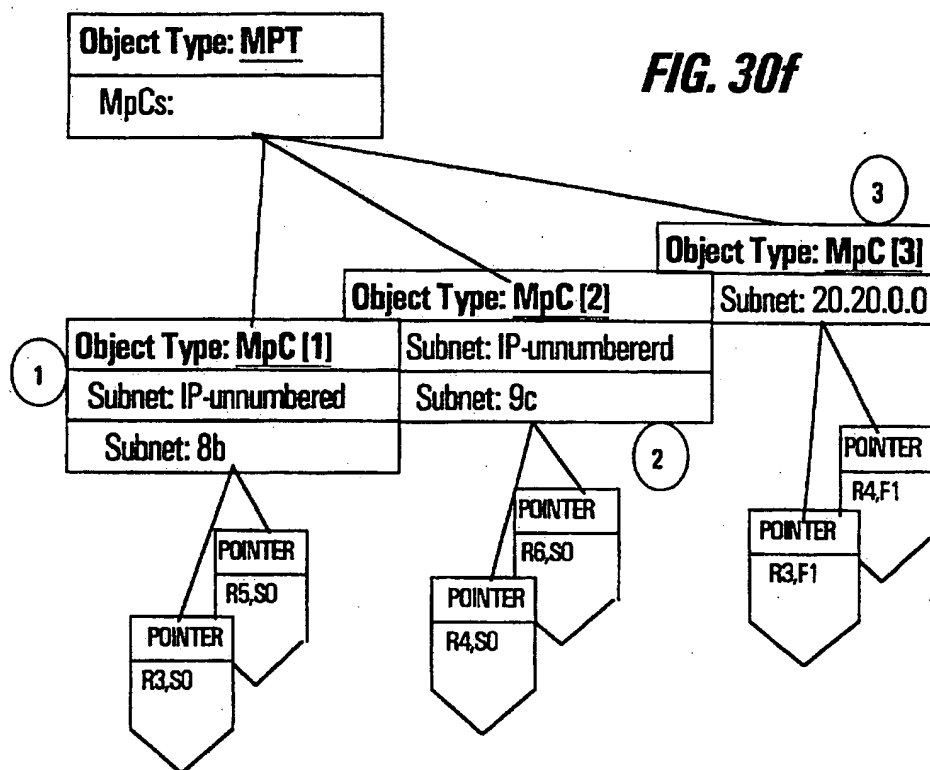 Object Type: MPT
MpCs:
FIG. 30f
3
Object Type: MpC [3]
Subnet: 20.20.0.0
Object Type: MpC [2]
Subnet: IP-unnumbererd
Subnet: 9c
2
1
Object Type: MpC [1]
Subnet: IP-unnumbered
Subnet: 8b
POINTER
R3,S0
POINTER
R5,S0
POINTER
R4,S0
POINTER
R6,S0
POINTER
R3,F1
POINTER
R4,F1